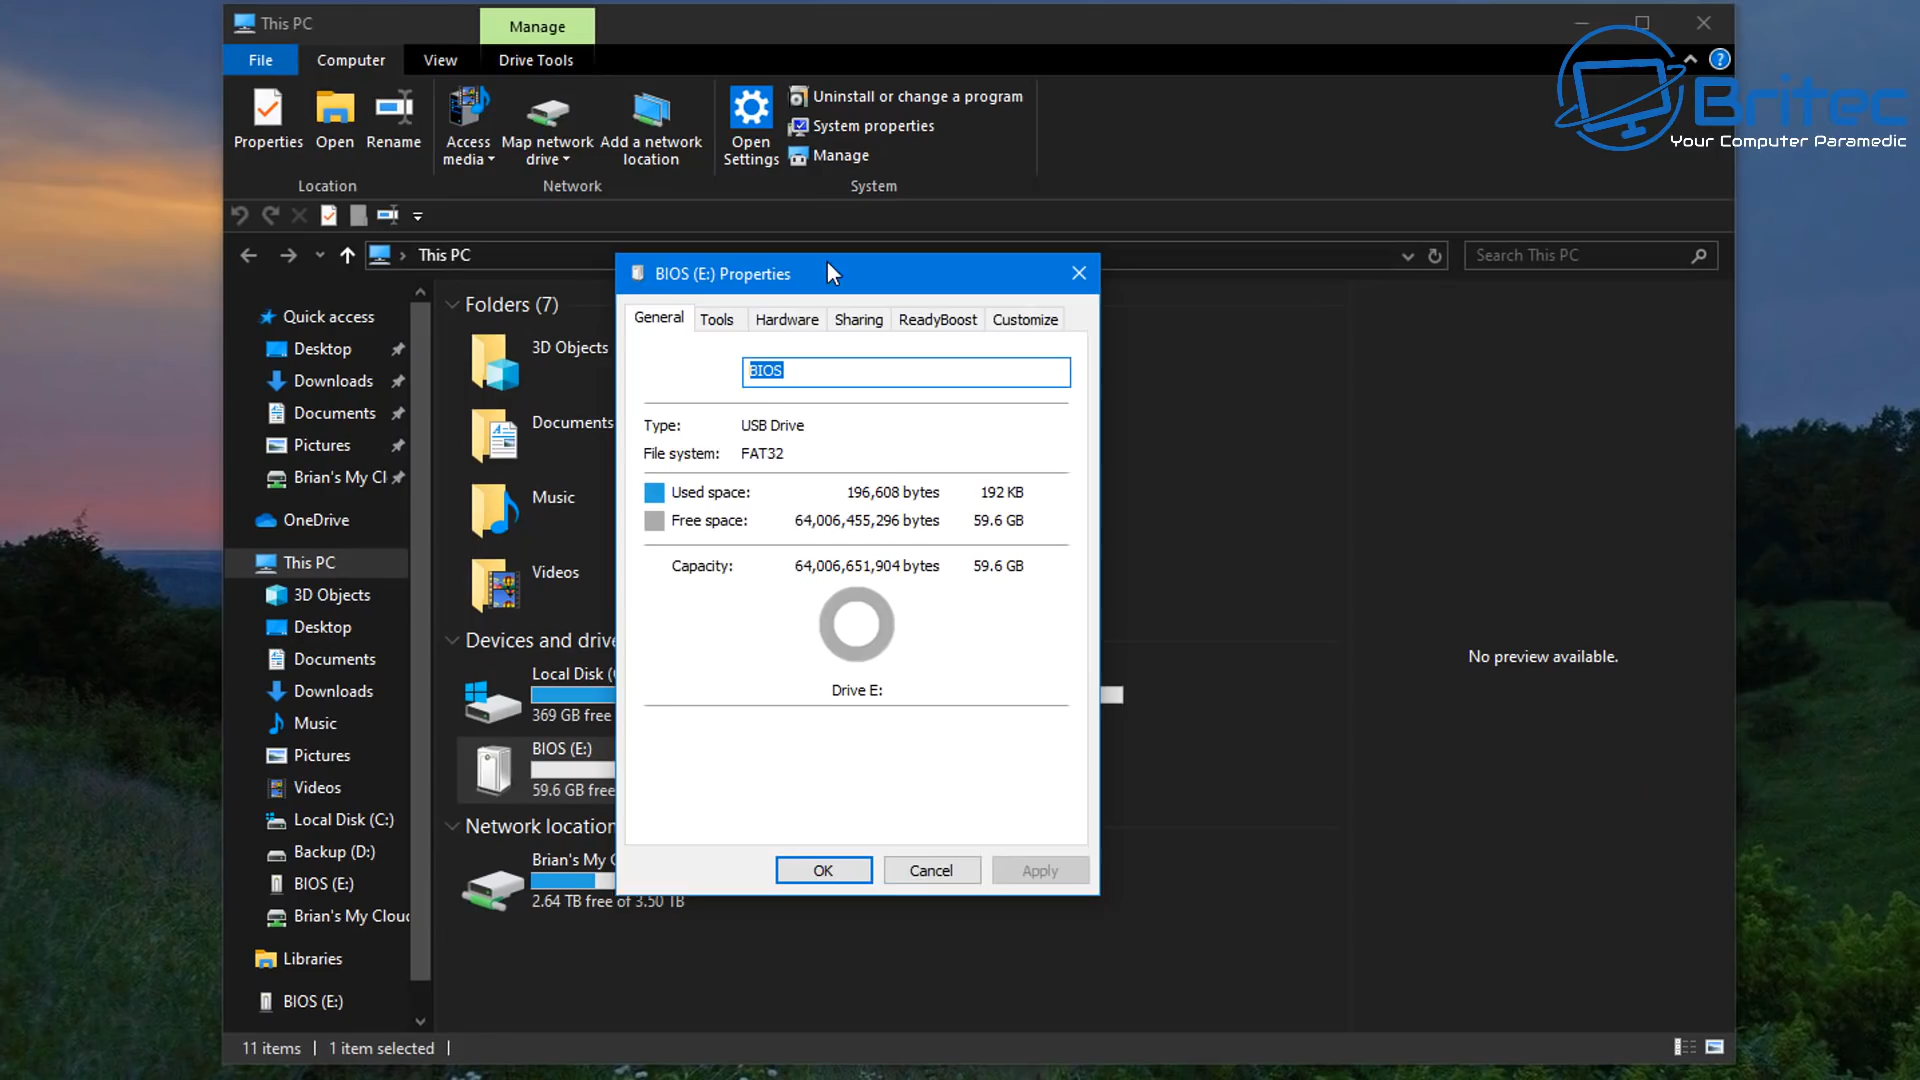 This PC
Manage
File
Computer
View
Drive Tools
?
Britec
Your Computer Paramedic
Properties
Open
Rename
Access media
Map network drive
Add a network location
Open Settings
Uninstall or change a program
System properties
Manage
Location
Network
System
This PC
Search This PC
Quick access
Desktop
Downloads
Documents
Pictures
Brian's My Cl
OneDrive
This PC
3D Objects
Desktop
Documents
Downloads
Music
Pictures
Videos
Local Disk (C:)
Backup (D:)
BIOS (E:)
Brian's My Clou
Libraries
BIOS (E:)
Folders (7)
3D Objects
Documents
Music
Videos
Devices and drive
Local Disk (
369 GB free
BIOS (E:)
59.6 GB free
Network location
Brian's My C
2.64 TB free of 3.50 TB
BIOS (E:) Properties
General
Tools
Hardware
Sharing
ReadyBoost
Customize
BIOS
Type: USB Drive
File system: FAT32
Used space: 196,608 bytes 192 KB
Free space: 64,006,455,296 bytes 59.6 GB
Capacity: 64,006,651,904 bytes 59.6 GB
Drive E:
OK
Cancel
Apply
No preview available.
11 items
1 item selected